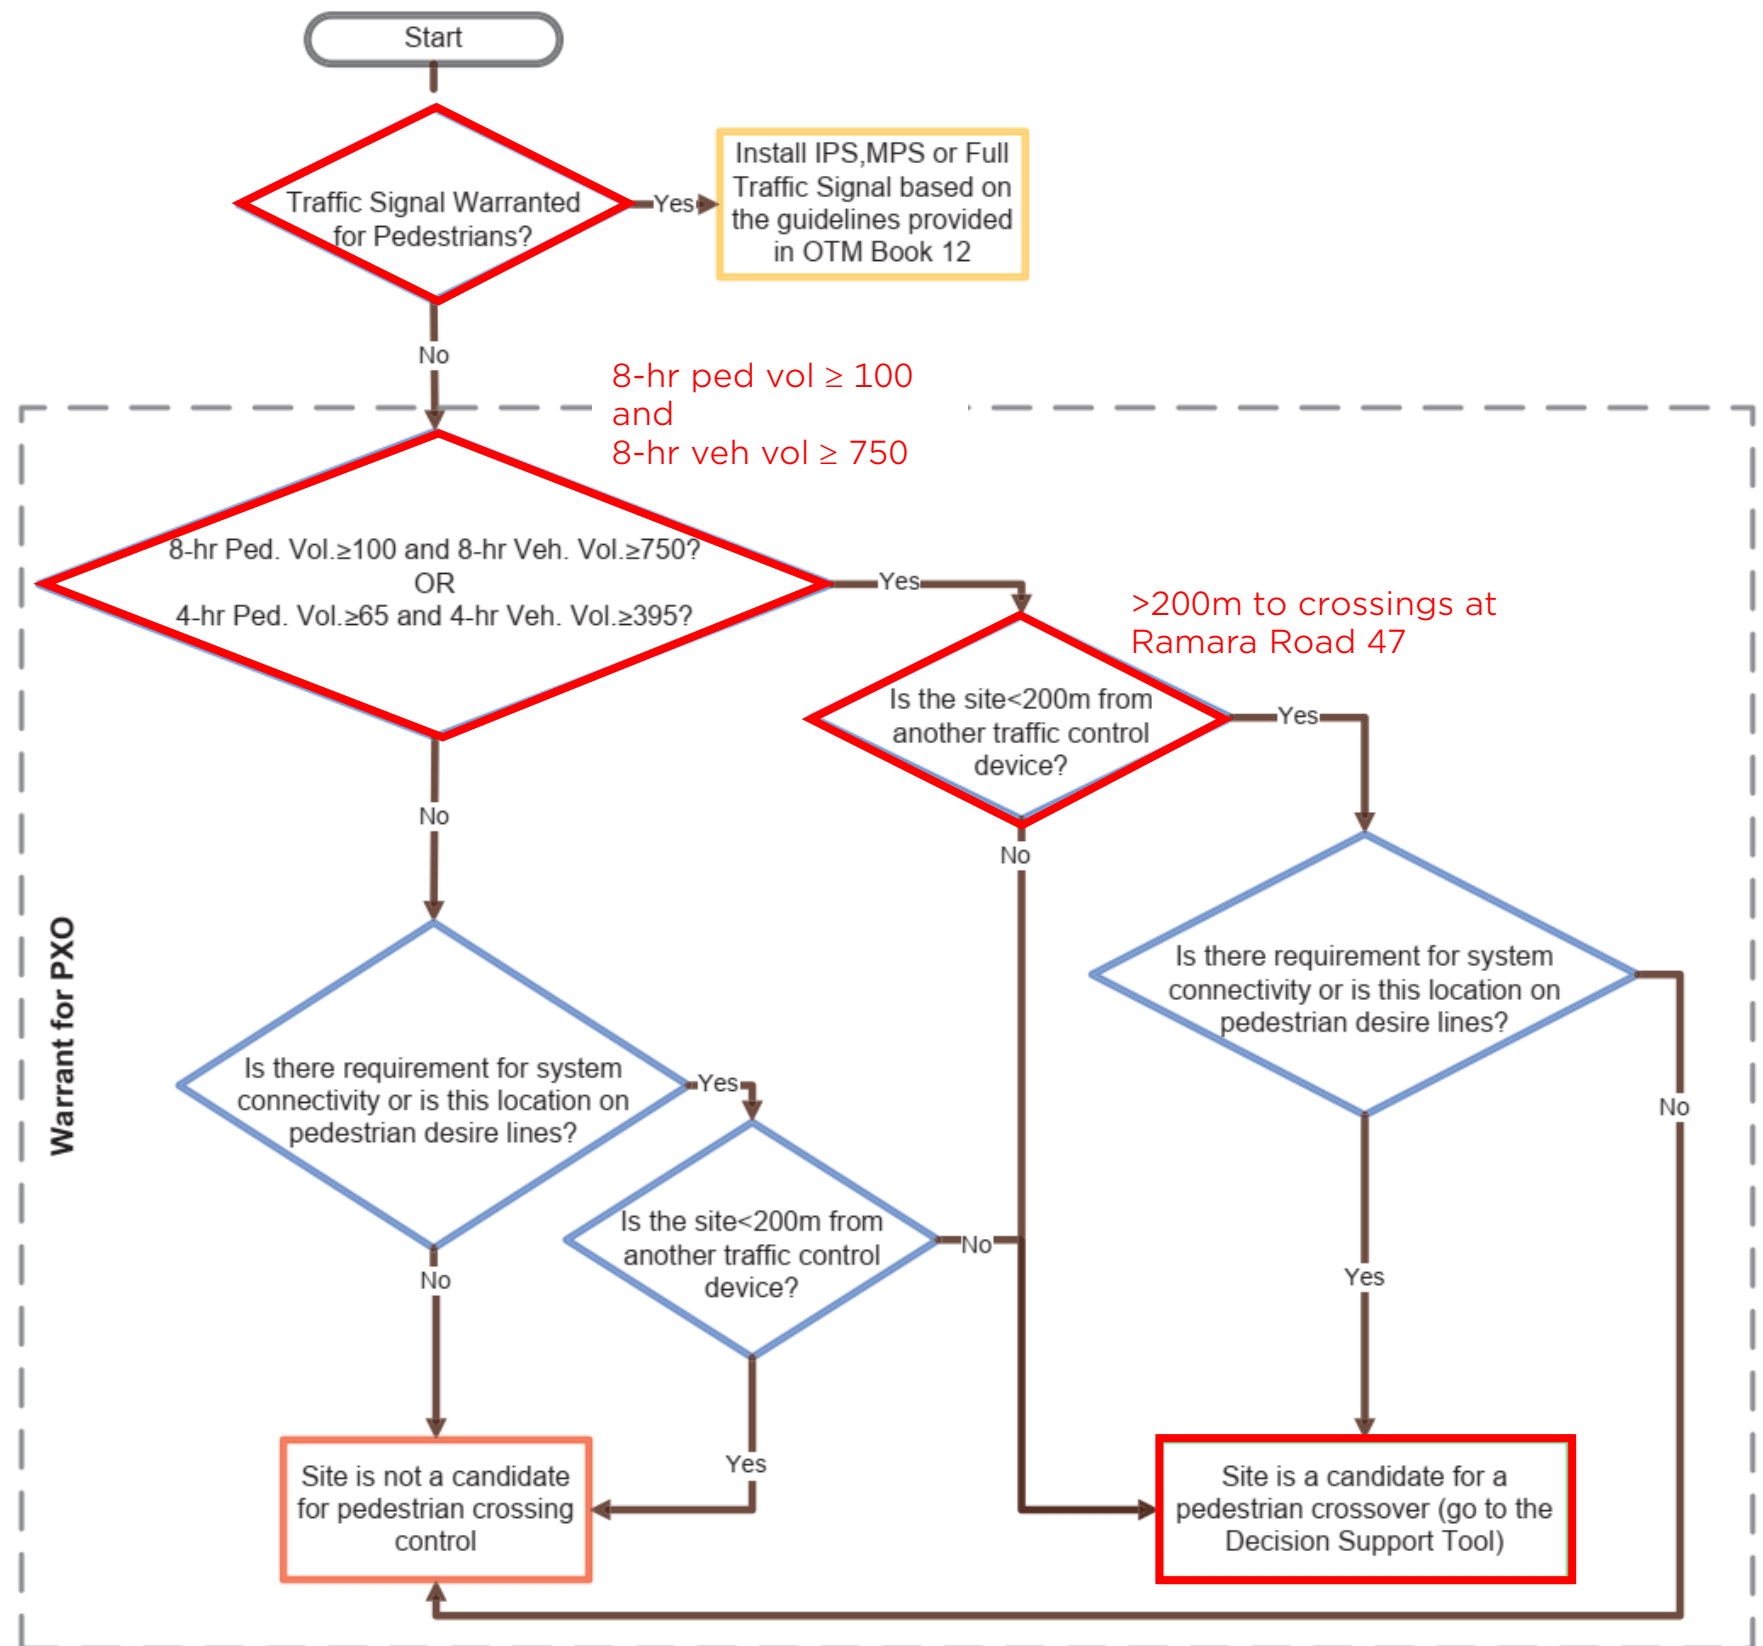 Start
Traffic Signal Warranted
for Pedestrians?
Yes
Install IPS,MPS or Full
Traffic Signal based on
the guidelines provided
in OTM Book 12
No
8-hr ped vol ≥ 100
and
8-hr veh vol ≥ 750
8-hr Ped. Vol.≥100 and 8-hr Veh. Vol.≥750?
OR
4-hr Ped. Vol.≥65 and 4-hr Veh. Vol.≥395?
Yes
>200m to crossings at
Ramara Road 47
Is the site<200m from
another traffic control
device?
Yes
No
No
Is there requirement for system
connectivity or is this location on
pedestrian desire lines?
No
Yes
Warrant for PXO
Is there requirement for system
connectivity or is this location on
pedestrian desire lines?
Yes
No
Is the site<200m from
another traffic control
device?
No
Yes
Site is not a candidate
for pedestrian crossing
control
Site is a candidate for a
pedestrian crossover (go to the
Decision Support Tool)